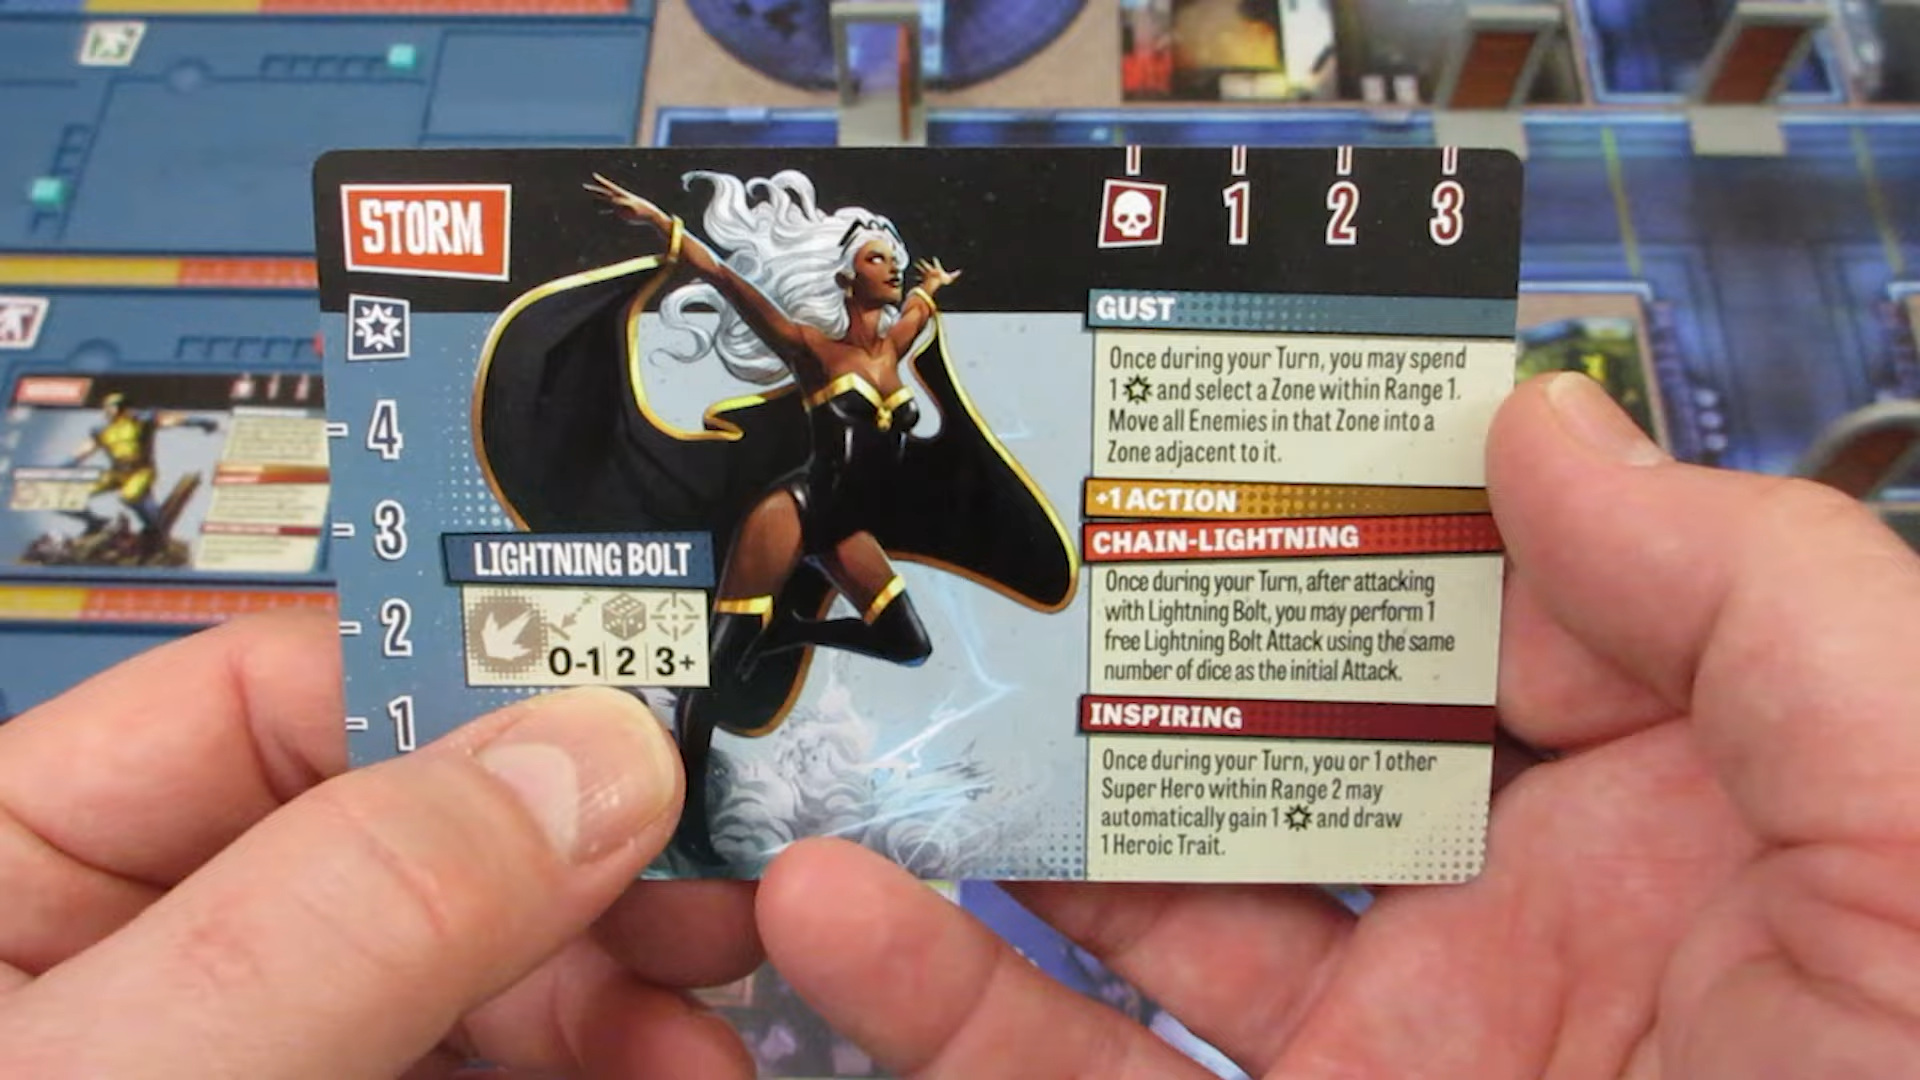 STORM
1 2 3
4
3
2
1
LIGHTNING BOLT
0-1 2 3+
GUST
Once during your Turn, you may spend
1 and select a Zone within Range 1.
Move all Enemies in that Zone into a
Zone adjacent to it.
+1 ACTION
CHAIN-LIGHTNING
Once during your Turn, after attacking
with Lightning Bolt, you may perform 1
free Lightning Bolt Attack using the same
number of dice as the initial Attack.
INSPIRING
Once during your Turn, you or 1 other
Super Hero within Range 2 may
automatically gain 1 and draw
1 Heroic Trait.